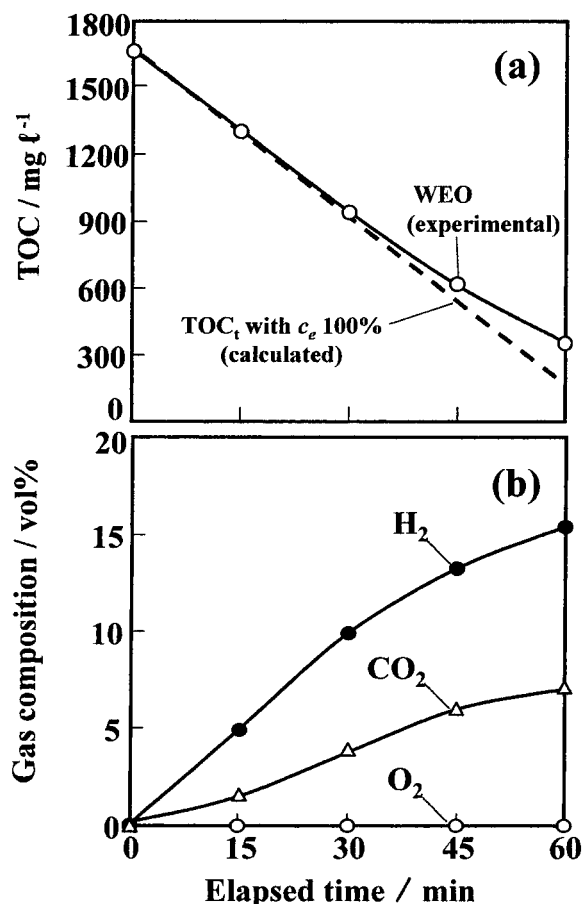 1800
1500
1200
900
600
300
0
TOC / mg ℓ⁻¹
(a)
WEO
(experimental)
TOCₜ with cₑ 100%
(calculated)
20
15
10
5
0
Gas composition / vol%
(b)
H₂
CO₂
O₂
0 15 30 45 60
Elapsed time / min